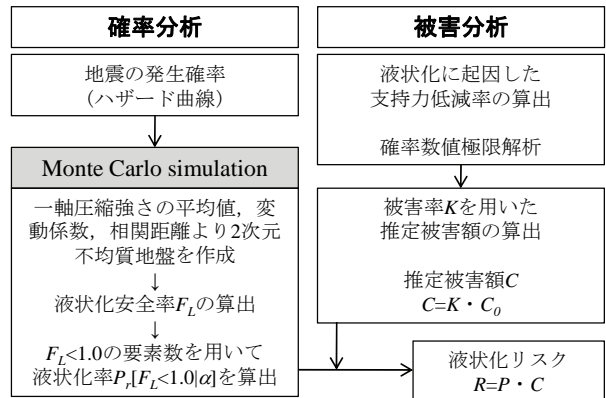 確率分析
地震の発生確率
（ハザード曲線）
Monte Carlo simulation
一軸圧縮強さの平均値，変
動係数，相関距離より2次元
不均質地盤を作成
↓
液状化安全率F_Lの算出
↓
F_L<1.0の要素数を用いて
液状化率P_r[F_L<1.0|α]を算出
被害分析
液状化に起因した
支持力低減率の算出
確率数値極限解析
被害率Kを用いた
推定被害額の算出
推定被害額C
C=K・C_0
液状化リスク
R=P・C